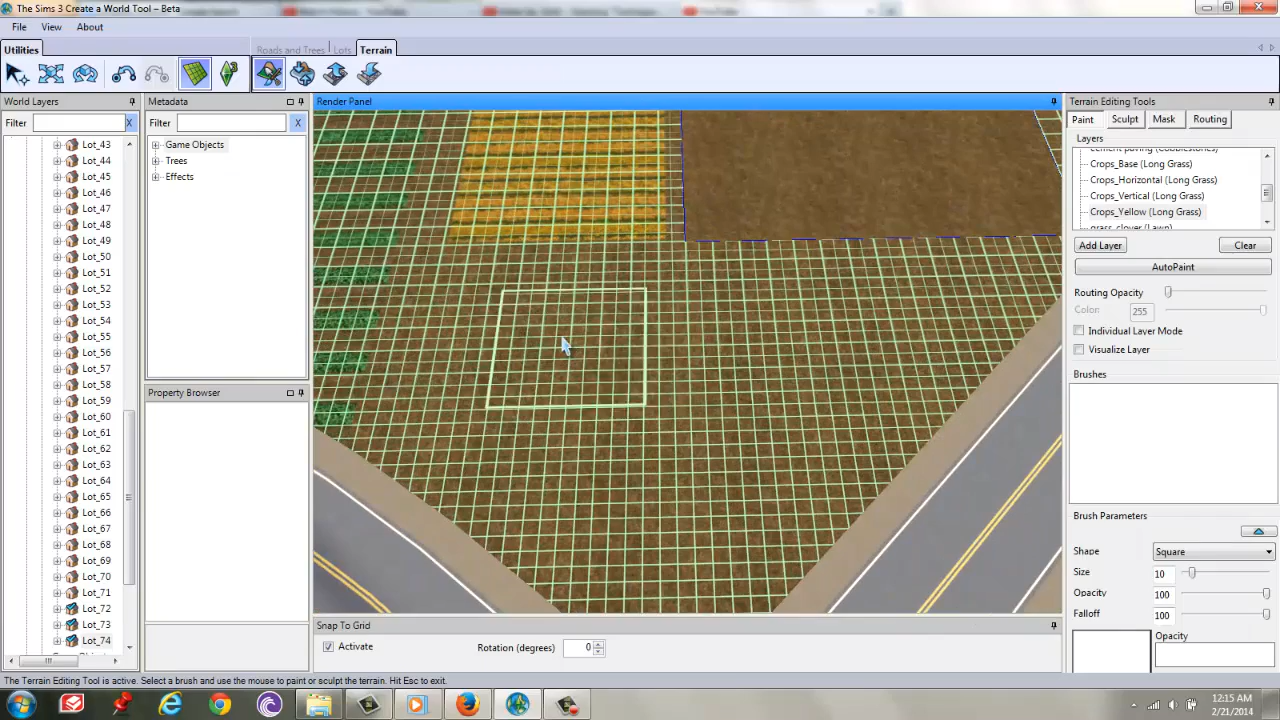 The Sims 3 Create a World Tool – Beta
File View About
Utilities
Roads and Trees Lots Terrain
World Layers
Filter X
Lot_43
Lot_44
Lot_45
Lot_46
Lot_47
Lot_48
Lot_49
Lot_50
Lot_51
Lot_52
Lot_53
Lot_54
Lot_55
Lot_56
Lot_57
Lot_58
Lot_59
Lot_60
Lot_61
Lot_62
Lot_63
Lot_64
Lot_65
Lot_66
Lot_67
Lot_68
Lot_69
Lot_70
Lot_71
Lot_72
Lot_73
Lot_74
Metadata
Filter X
Game Objects
Trees
Effects
Property Browser
Render Panel
Snap To Grid
Activate Rotation (degrees) 0
Terrain Editing Tools
Paint Sculpt Mask Routing
Layers
cement paving (Cobblestones)
Crops_Base (Long Grass)
Crops_Horizontal (Long Grass)
Crops_Vertical (Long Grass)
Crops_Yellow (Long Grass)
grass_clover (Lawn)
Add Layer Clear
AutoPaint
Routing Opacity
Color: 255
Individual Layer Mode
Visualize Layer
Brushes
Brush Parameters
Shape Square
Size 10
Opacity 100
Falloff 100
Opacity
The Terrain Editing Tool is active. Select a brush and use the mouse to paint or sculpt the terrain. Hit Esc to exit.
12:15 AM
2/21/2014